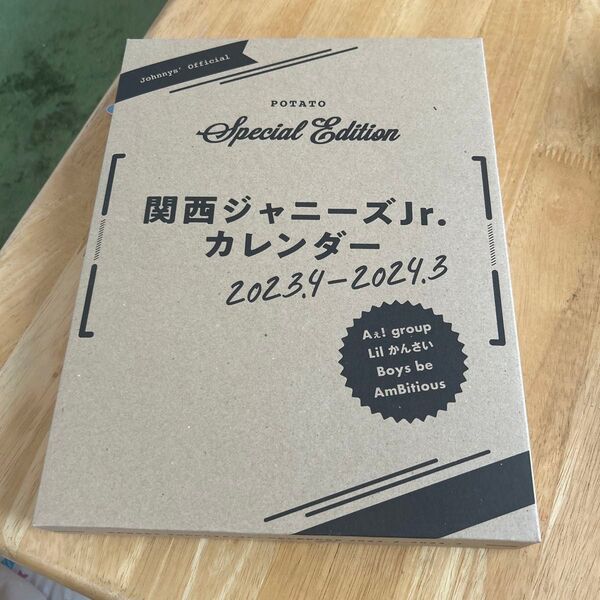 Johnnys' Official
POTATO
Special Edition
関西ジャニーズJr.
カレンダー
2023.4-2024.3
Aぇ! group
Lil かんさい
Boys be
AmBitious